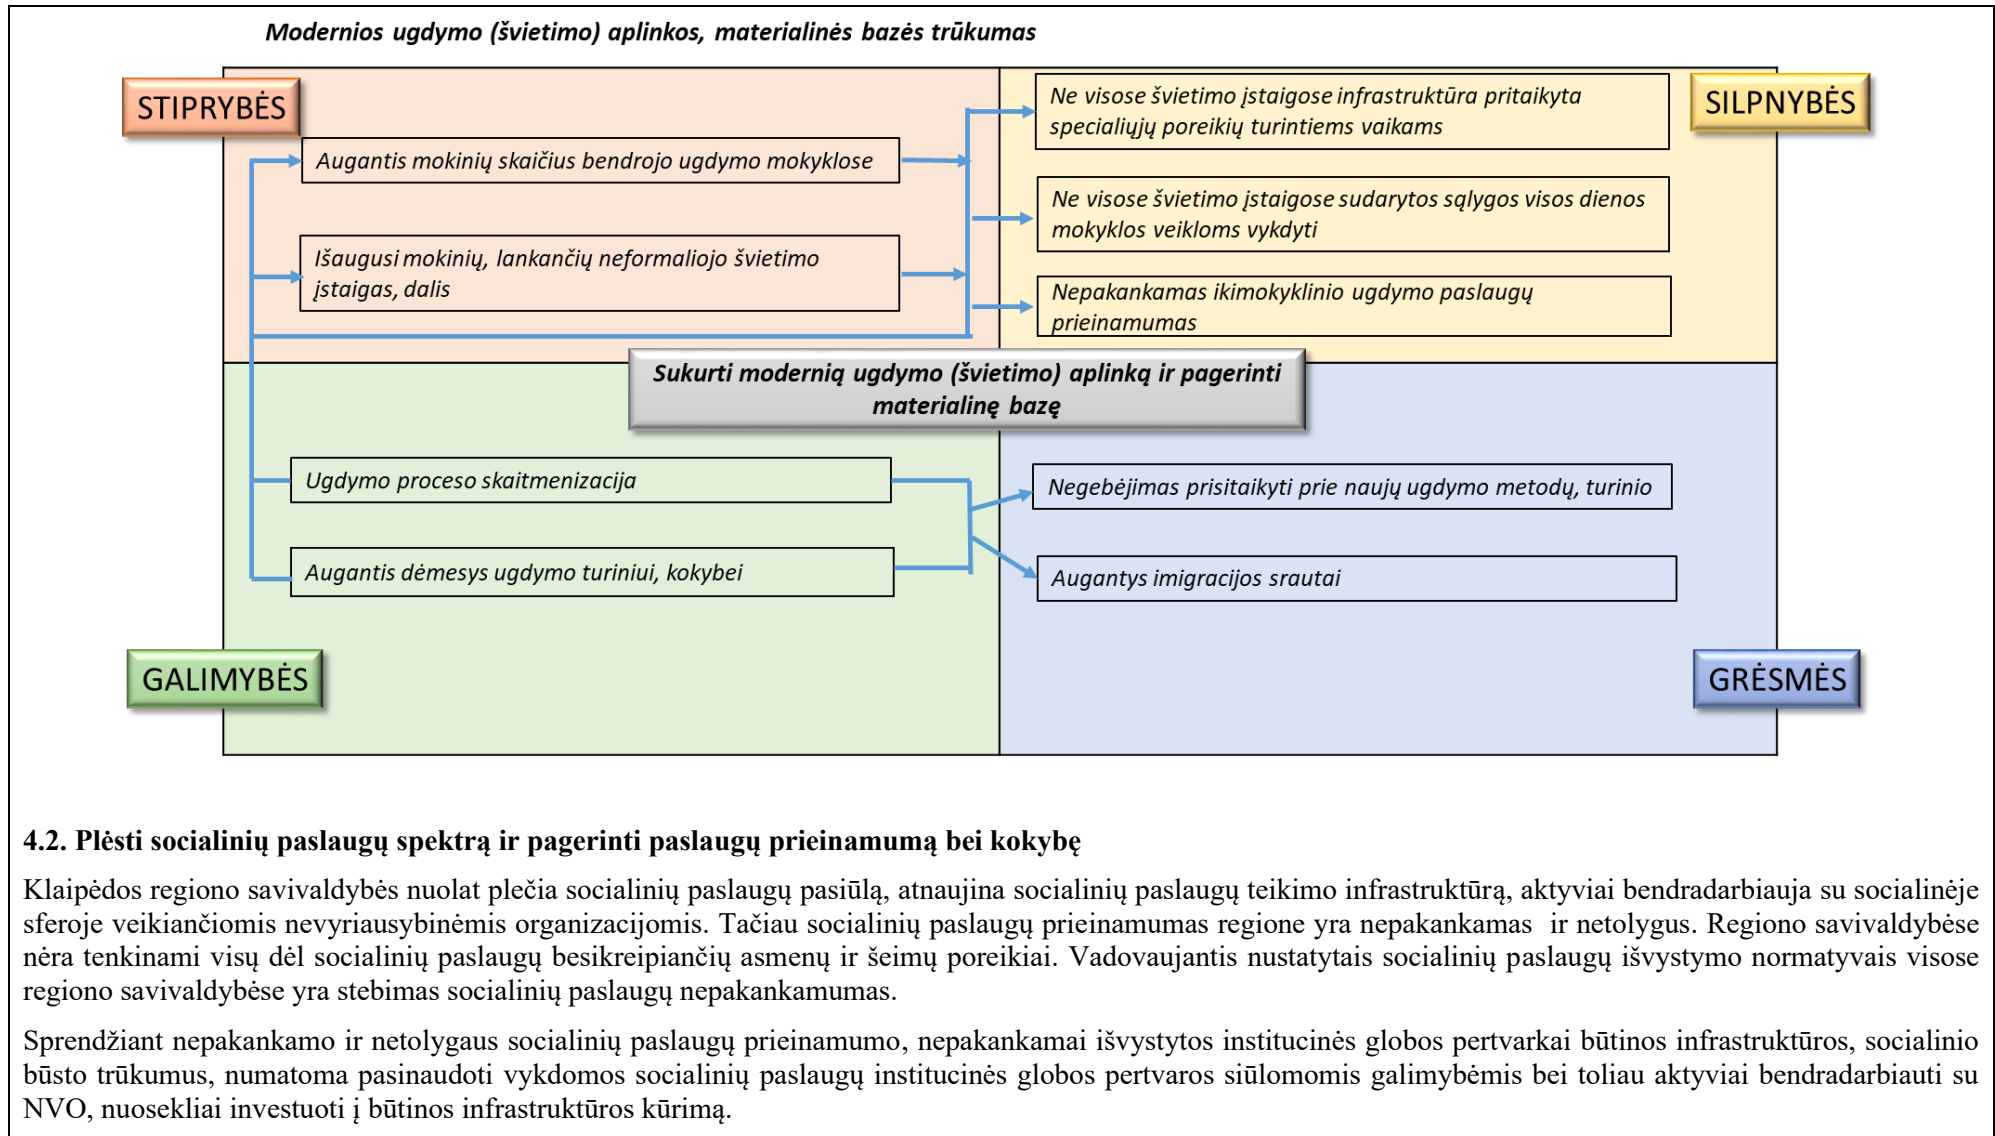 Modernios ugdymo (švietimo) aplinkos, materialinės bazės trūkumas
STIPRYBĖS
Augantis mokinių skaičius bendrojo ugdymo mokyklose
Išaugusi mokinių, lankančių neformaliojo švietimo
įstaigas, dalis
SILPNYBĖS
Ne visose švietimo įstaigose infrastruktūra pritaikyta
specialiųjų poreikių turintiems vaikams
Ne visose švietimo įstaigose sudarytos sąlygos visos dienos
mokyklos veikloms vykdyti
Nepakankamas ikimokyklinio ugdymo paslaugų
prieinamumas
Sukurti modernią ugdymo (švietimo) aplinką ir pagerinti
materialinę bazę
Ugdymo proceso skaitmenizacija
Augantis dėmesys ugdymo turiniui, kokybei
GALIMYBĖS
Negebėjimas prisitaikyti prie naujų ugdymo metodų, turinio
Augantys imigracijos srautai
GRĖSMĖS
4.2. Plėsti socialinių paslaugų spektrą ir pagerinti paslaugų prieinamumą bei kokybę
Klaipėdos regiono savivaldybės nuolat plečia socialinių paslaugų pasiūlą, atnaujina socialinių paslaugų teikimo infrastruktūrą, aktyviai bendradarbiauja su socialinėje
sferoje veikiančiomis nevyriausybinėmis organizacijomis. Tačiau socialinių paslaugų prieinamumas regione yra nepakankamas ir netolygus. Regiono savivaldybėse
nėra tenkinami visų dėl socialinių paslaugų besikreipiančių asmenų ir šeimų poreikiai. Vadovaujantis nustatytais socialinių paslaugų išvystymo normatyvais visose
regiono savivaldybėse yra stebimas socialinių paslaugų nepakankamumas.
Sprendžiant nepakankamo ir netolygaus socialinių paslaugų prieinamumo, nepakankamai išvystytos institucinės globos pertvarkai būtinos infrastruktūros, socialinio
būsto trūkumus, numatoma pasinaudoti vykdomos socialinių paslaugų institucinės globos pertvaros siūlomomis galimybėmis bei toliau aktyviai bendradarbiauti su
NVO, nuosekliai investuoti į būtinos infrastruktūros kūrimą.